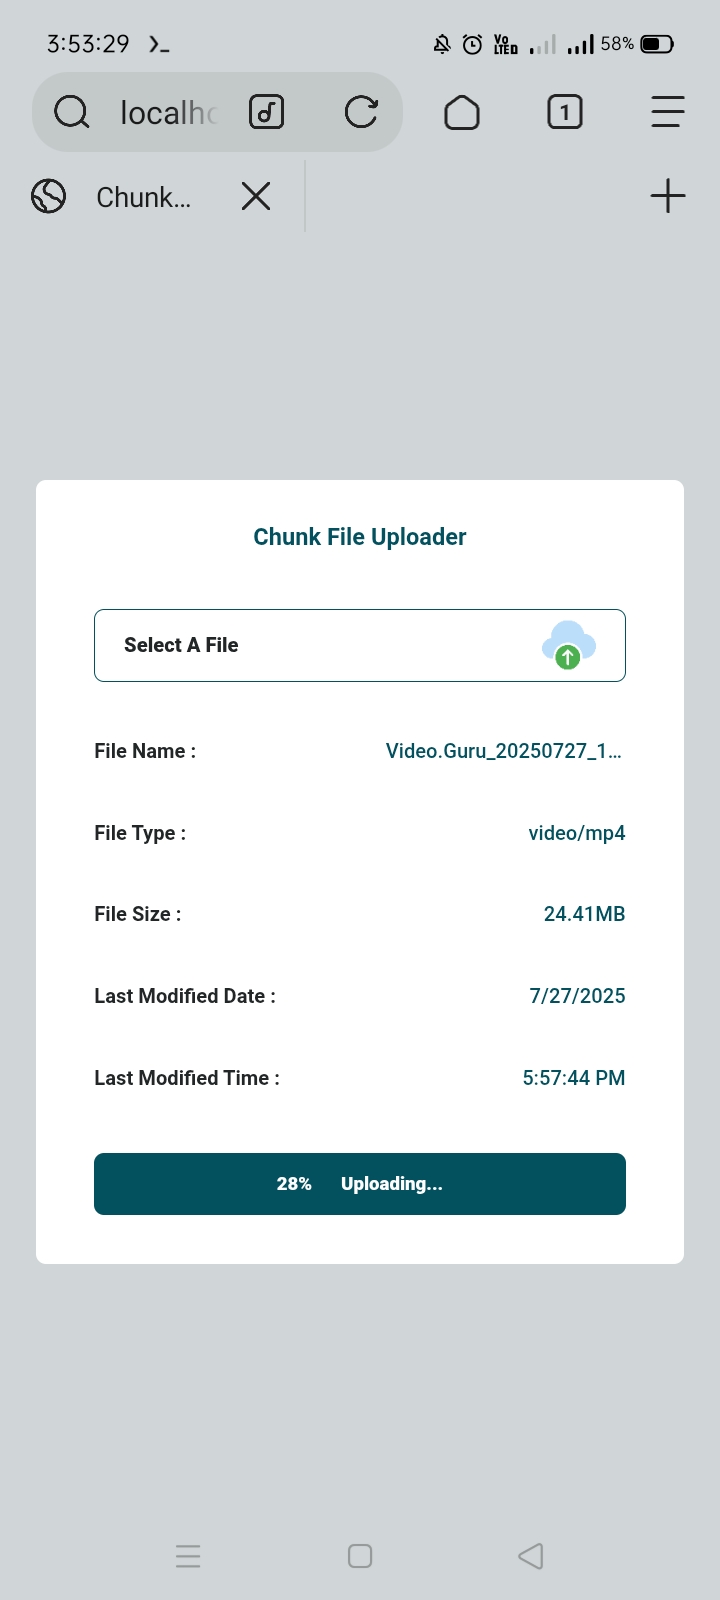 3:53:29
Vo
LTED
58%
localho
1
Chunk...
Chunk File Uploader
Select A File
File Name :
Video.Guru_20250727_1...
File Type :
video/mp4
File Size :
24.41MB
Last Modified Date :
7/27/2025
Last Modified Time :
5:57:44 PM
28% Uploading...